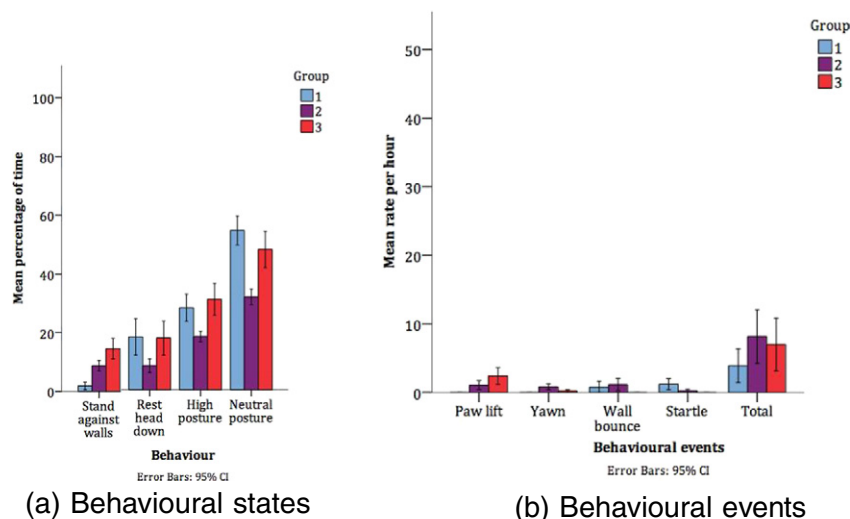 Group
1
2
3
100
80
60
40
20
0
Mean percentage of time
Stand against walls
Rest head down
High posture
Neutral posture
Behaviour
Error Bars: 95% CI
(a) Behavioural states
Group
1
2
3
50
40
30
20
10
0
Mean rate per hour
Paw lift
Yawn
Wall bounce
Startle
Total
Behavioural events
Error Bars: 95% CI
(b) Behavioural events